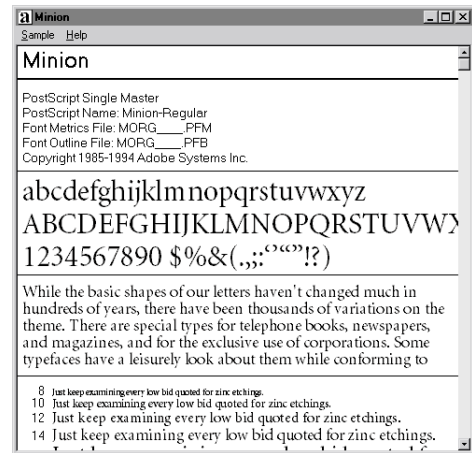 Minion
Sample Help
Minion
PostScript Single Master
PostScript Name: Minion-Regular
Font Metrics File: MORG____.PFM
Font Outline File: MORG____.PFB
Copyright 1985-1994 Adobe Systems Inc.
abcdefghijklmnopqrstuvwxyz
ABCDEFGHIJKLMNOPQRSTUVWX
1234567890 $%&(.,;:‘’“”!?)
While the basic shapes of our letters haven't changed much in
hundreds of years, there have been thousands of variations on the
theme. There are special types for telephone books, newspapers,
and magazines, and for the exclusive use of corporations. Some
typefaces have a leisurely look about them while conforming to
8 Just keep examining every low bid quoted for zinc etchings.
10 Just keep examining every low bid quoted for zinc etchings.
12 Just keep examining every low bid quoted for zinc etchings.
14 Just keep examining every low bid quoted for zinc etchings.